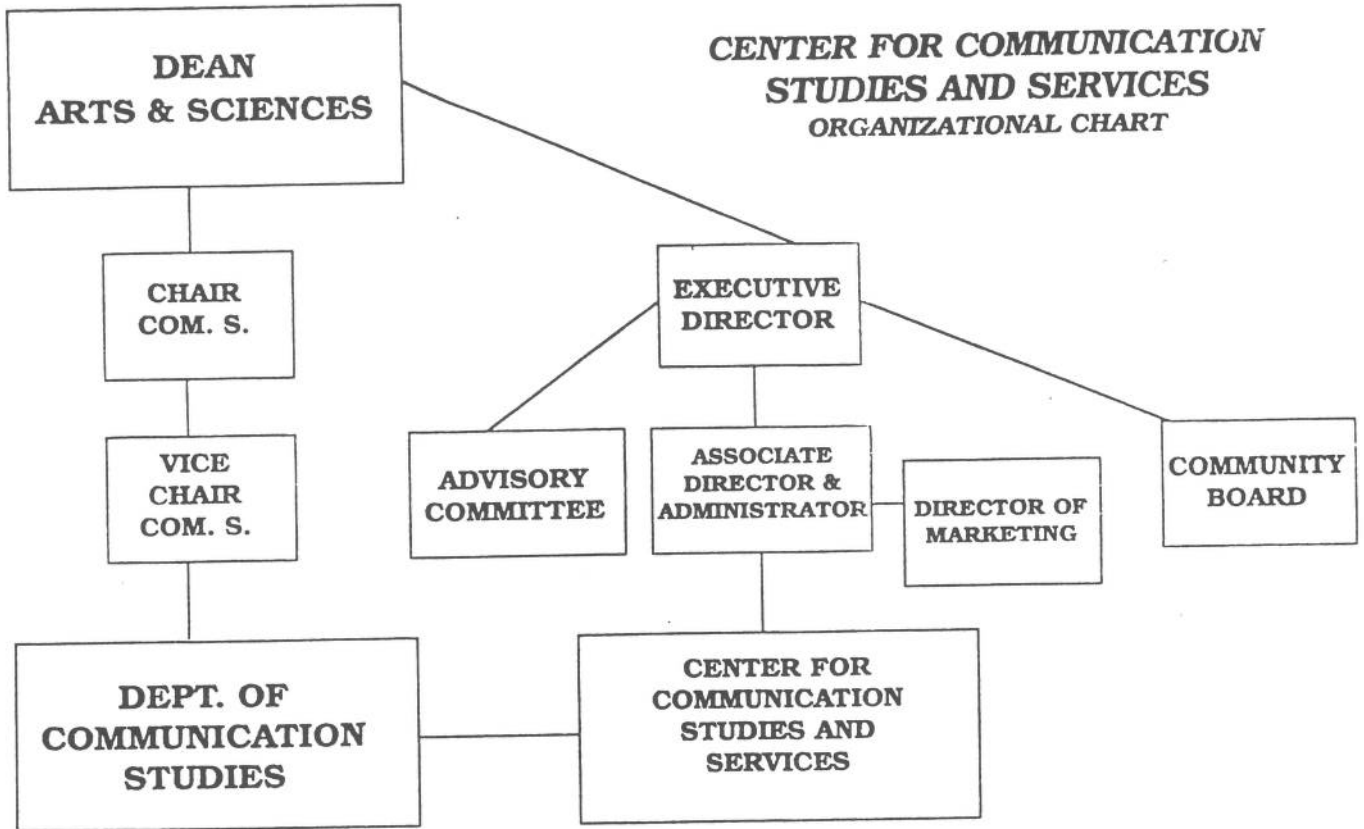 CENTER FOR COMMUNICATION
STUDIES AND SERVICES
ORGANIZATIONAL CHART
DEAN
ARTS & SCIENCES
CHAIR
COM. S.
EXECUTIVE
DIRECTOR
VICE
CHAIR
COM. S.
ADVISORY
COMMITTEE
ASSOCIATE
DIRECTOR &
ADMINISTRATOR
DIRECTOR OF
MARKETING
COMMUNITY
BOARD
DEPT. OF
COMMUNICATION
STUDIES
CENTER FOR
COMMUNICATION
STUDIES AND
SERVICES